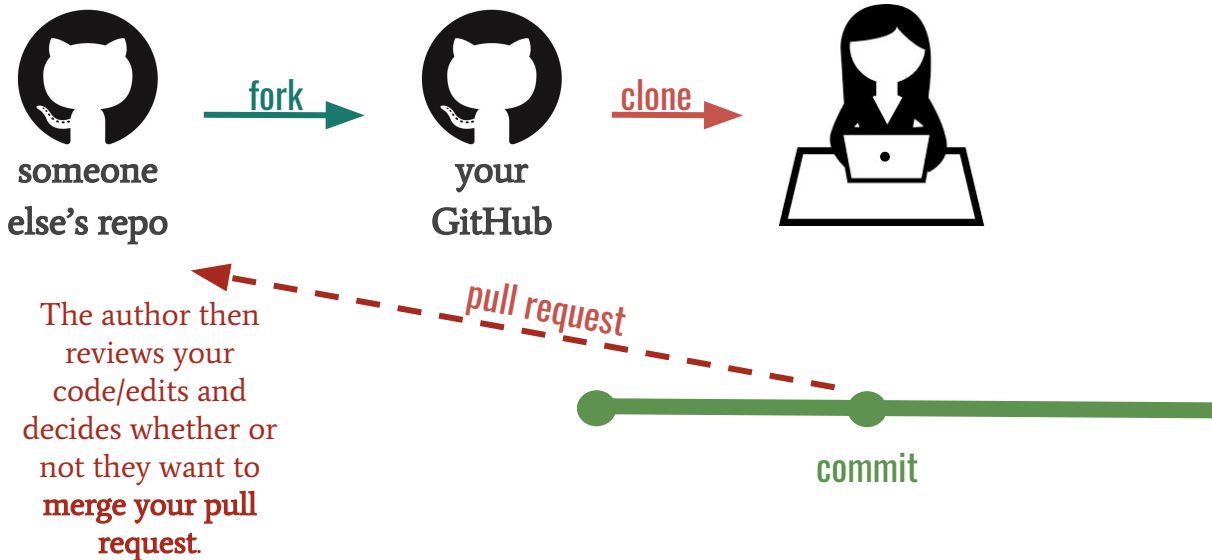 fork
clone
someone
else’s repo
your
GitHub
pull request
The author then
reviews your
code/edits and
decides whether or
not they want to
merge your pull
request.
commit